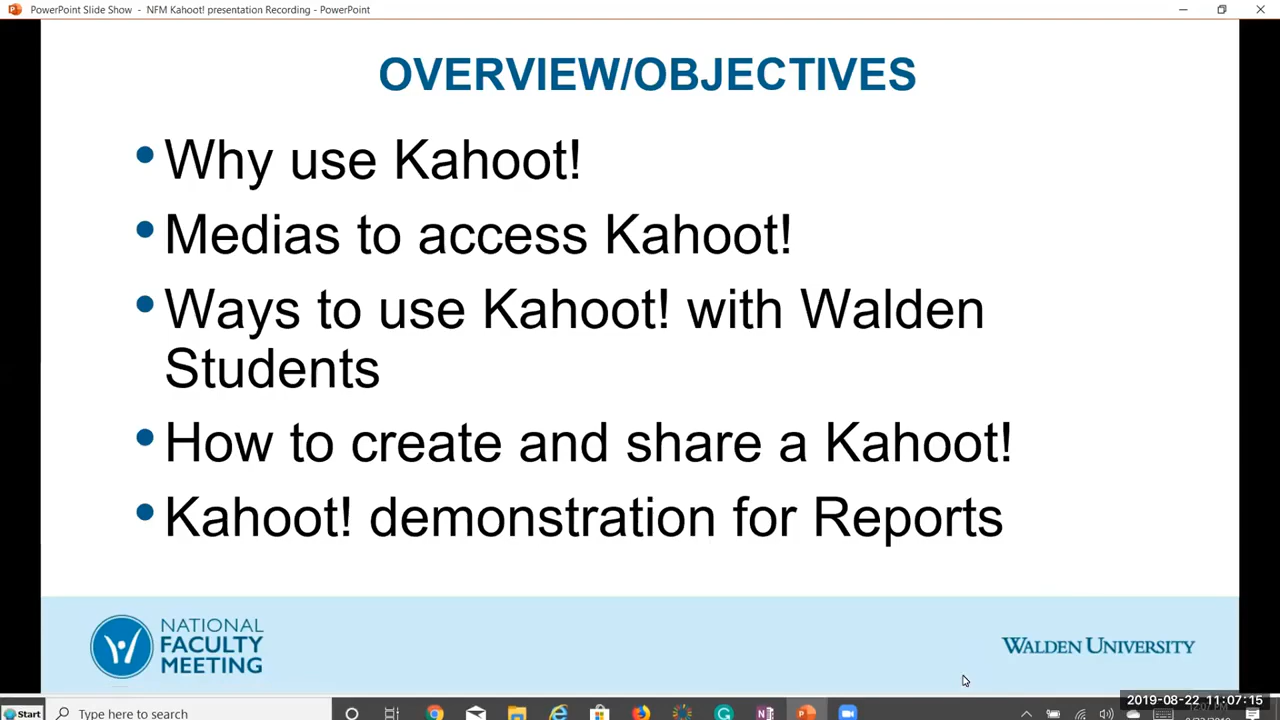 PowerPoint Slide Show - NFM Kahoot! presentation Recording - PowerPoint
OVERVIEW/OBJECTIVES
• Why use Kahoot!
• Medias to access Kahoot!
• Ways to use Kahoot! with Walden
Students
• How to create and share a Kahoot!
• Kahoot! demonstration for Reports
NATIONAL
FACULTY
MEETING
WALDEN UNIVERSITY
2019-08-22 11:07:15
Start
Type here to search